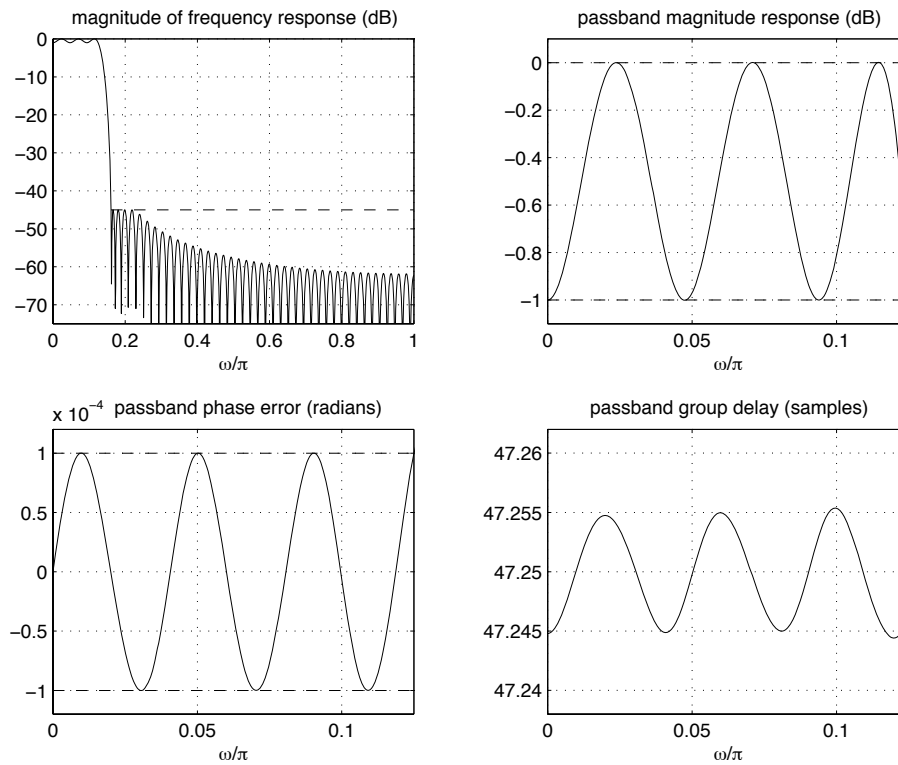 magnitude of frequency response (dB)
0
−10
−20
−30
−40
−50
−60
−70
0 0.2 0.4 0.6 0.8 1
ω/π
passband magnitude response (dB)
0
−0.2
−0.4
−0.6
−0.8
−1
0 0.05 0.1
ω/π
x 10⁻⁴ passband phase error (radians)
1
0.5
0
−0.5
−1
0 0.05 0.1
ω/π
passband group delay (samples)
47.26
47.255
47.25
47.245
47.24
0 0.05 0.1
ω/π